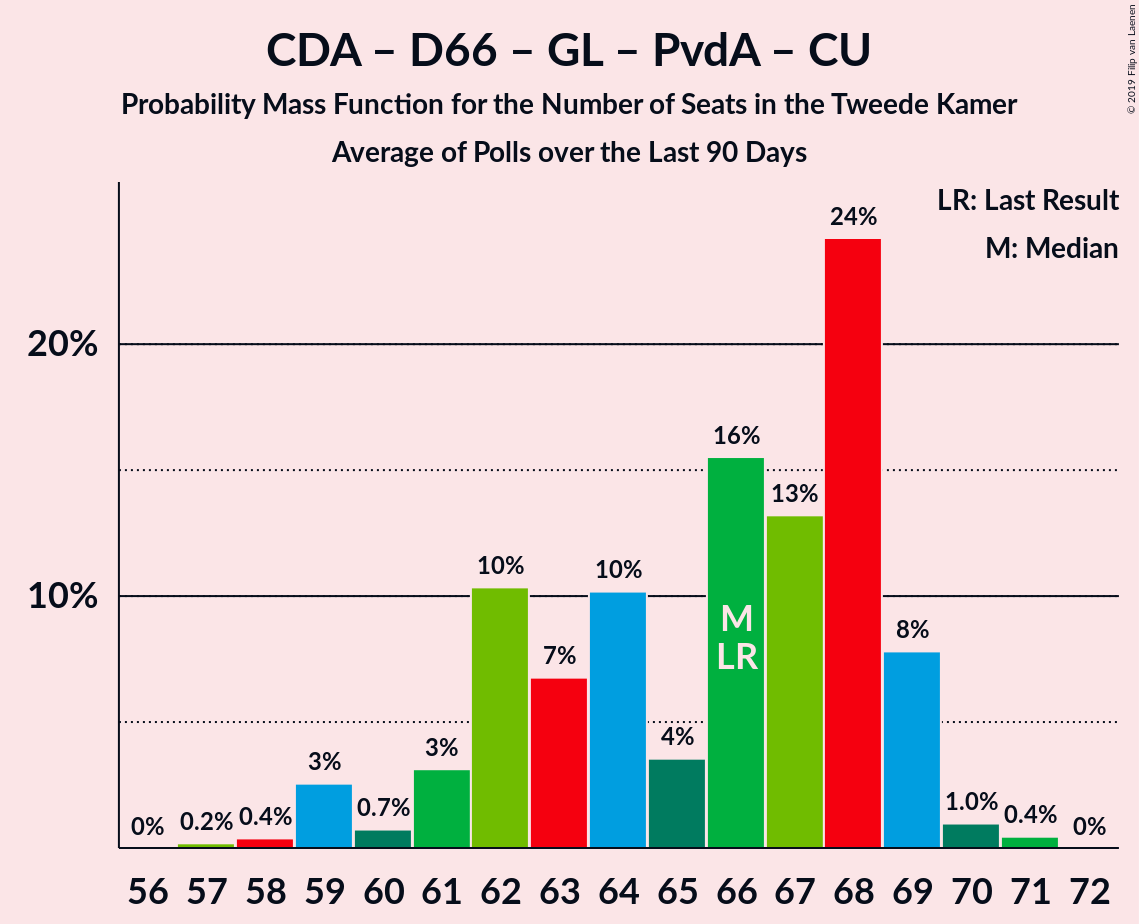 CDA – D66 – GL – PvdA – CU
Probability Mass Function for the Number of Seats in the Tweede Kamer
Average of Polls over the Last 90 Days
© 2019 Filip van Laenen
LR: Last Result
M: Median
20%
10%
0%
0.2%
0.4%
3%
0.7%
3%
10%
7%
10%
4%
16%
13%
24%
8%
1.0%
0.4%
0%
M
LR
56 57 58 59 60 61 62 63 64 65 66 67 68 69 70 71 72